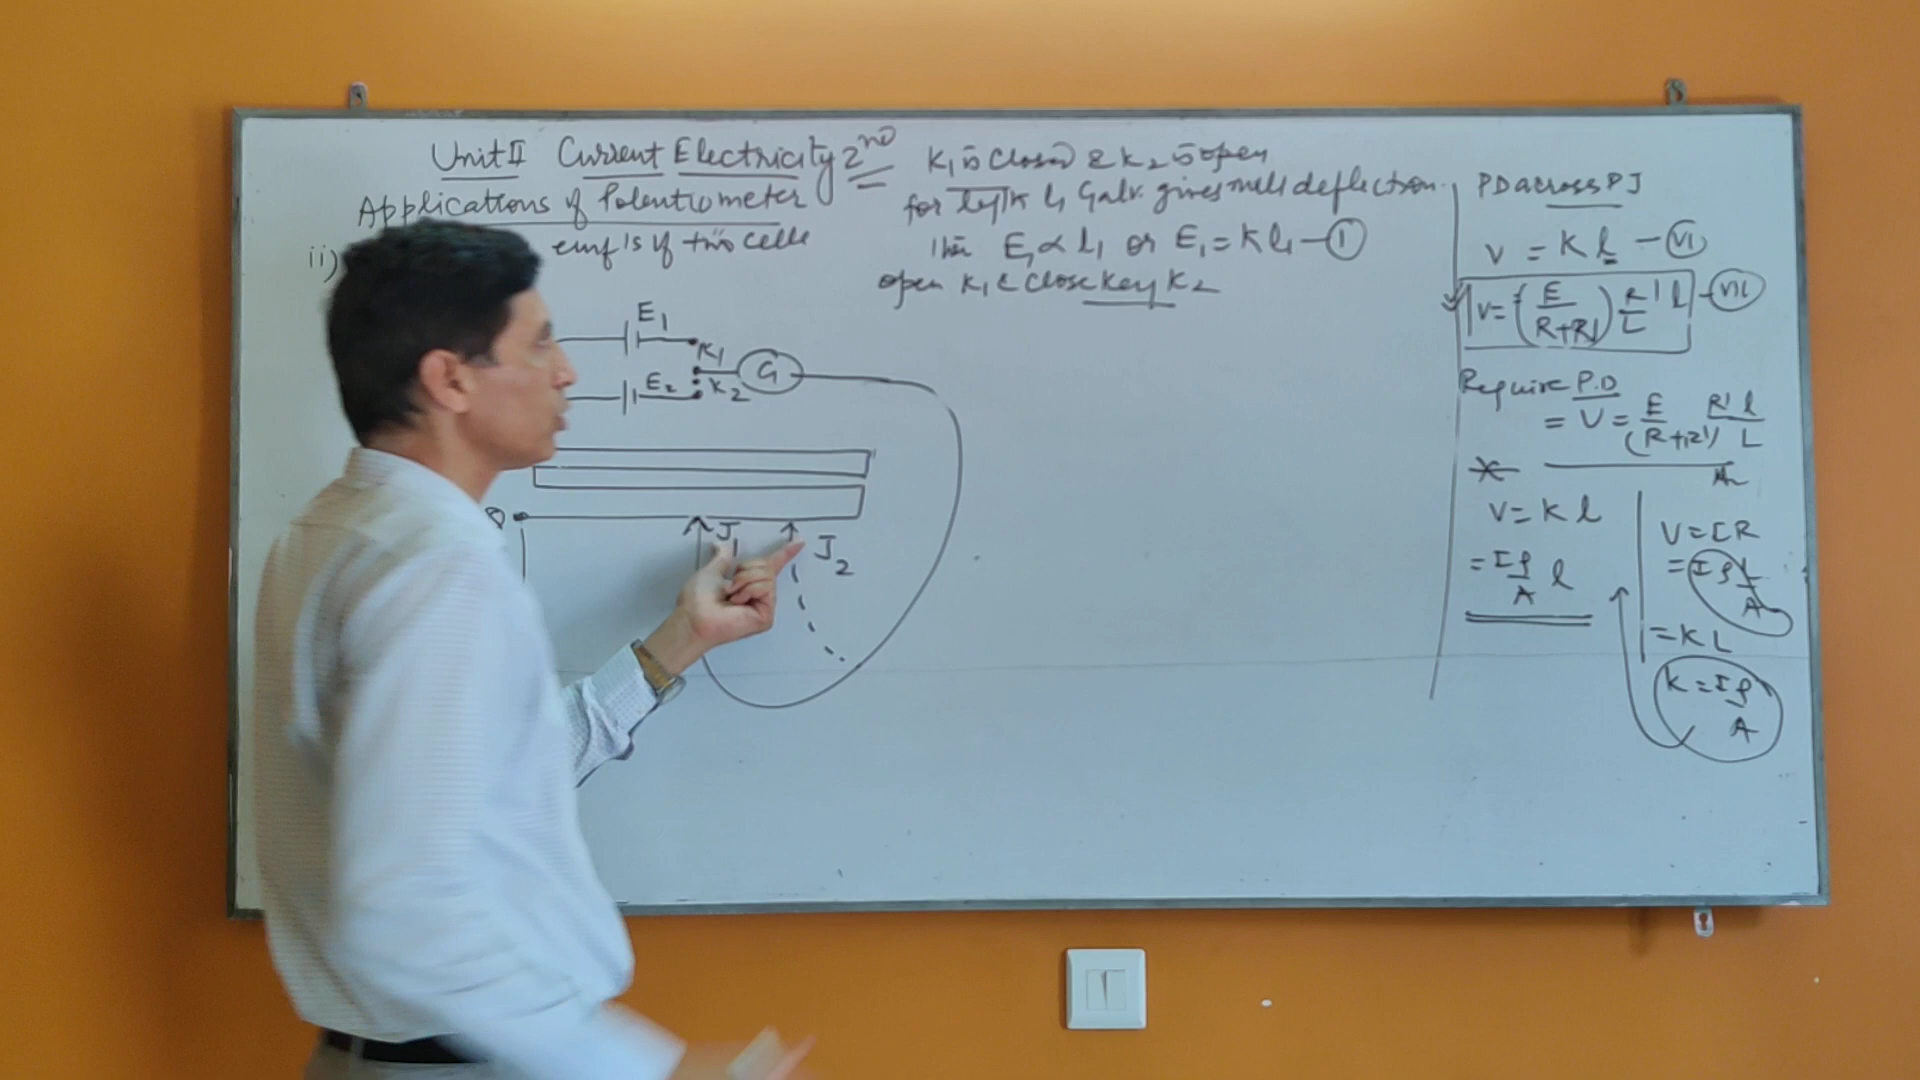 Unit II Current Electricity 2nd
Applications of Potentiometer
ii) emf's of two cells
E1
K1
G
E2
K2
Q
J1
J2
K1 is closed & K2 is open
for length l1 Galv. gives null deflection.
then E1 ∝ l1 or E1 = K l1 - (I)
open K1 & close key K2
PD across PJ
V = K l - (VI)
V = (E / R+R') R'/L l - (VII)
Require P.D
= V = E / (R+R') R' l / L
V = K l
= Iρ/A l
V = IR
= Iρ L/A
= KL
K = Iρ/A